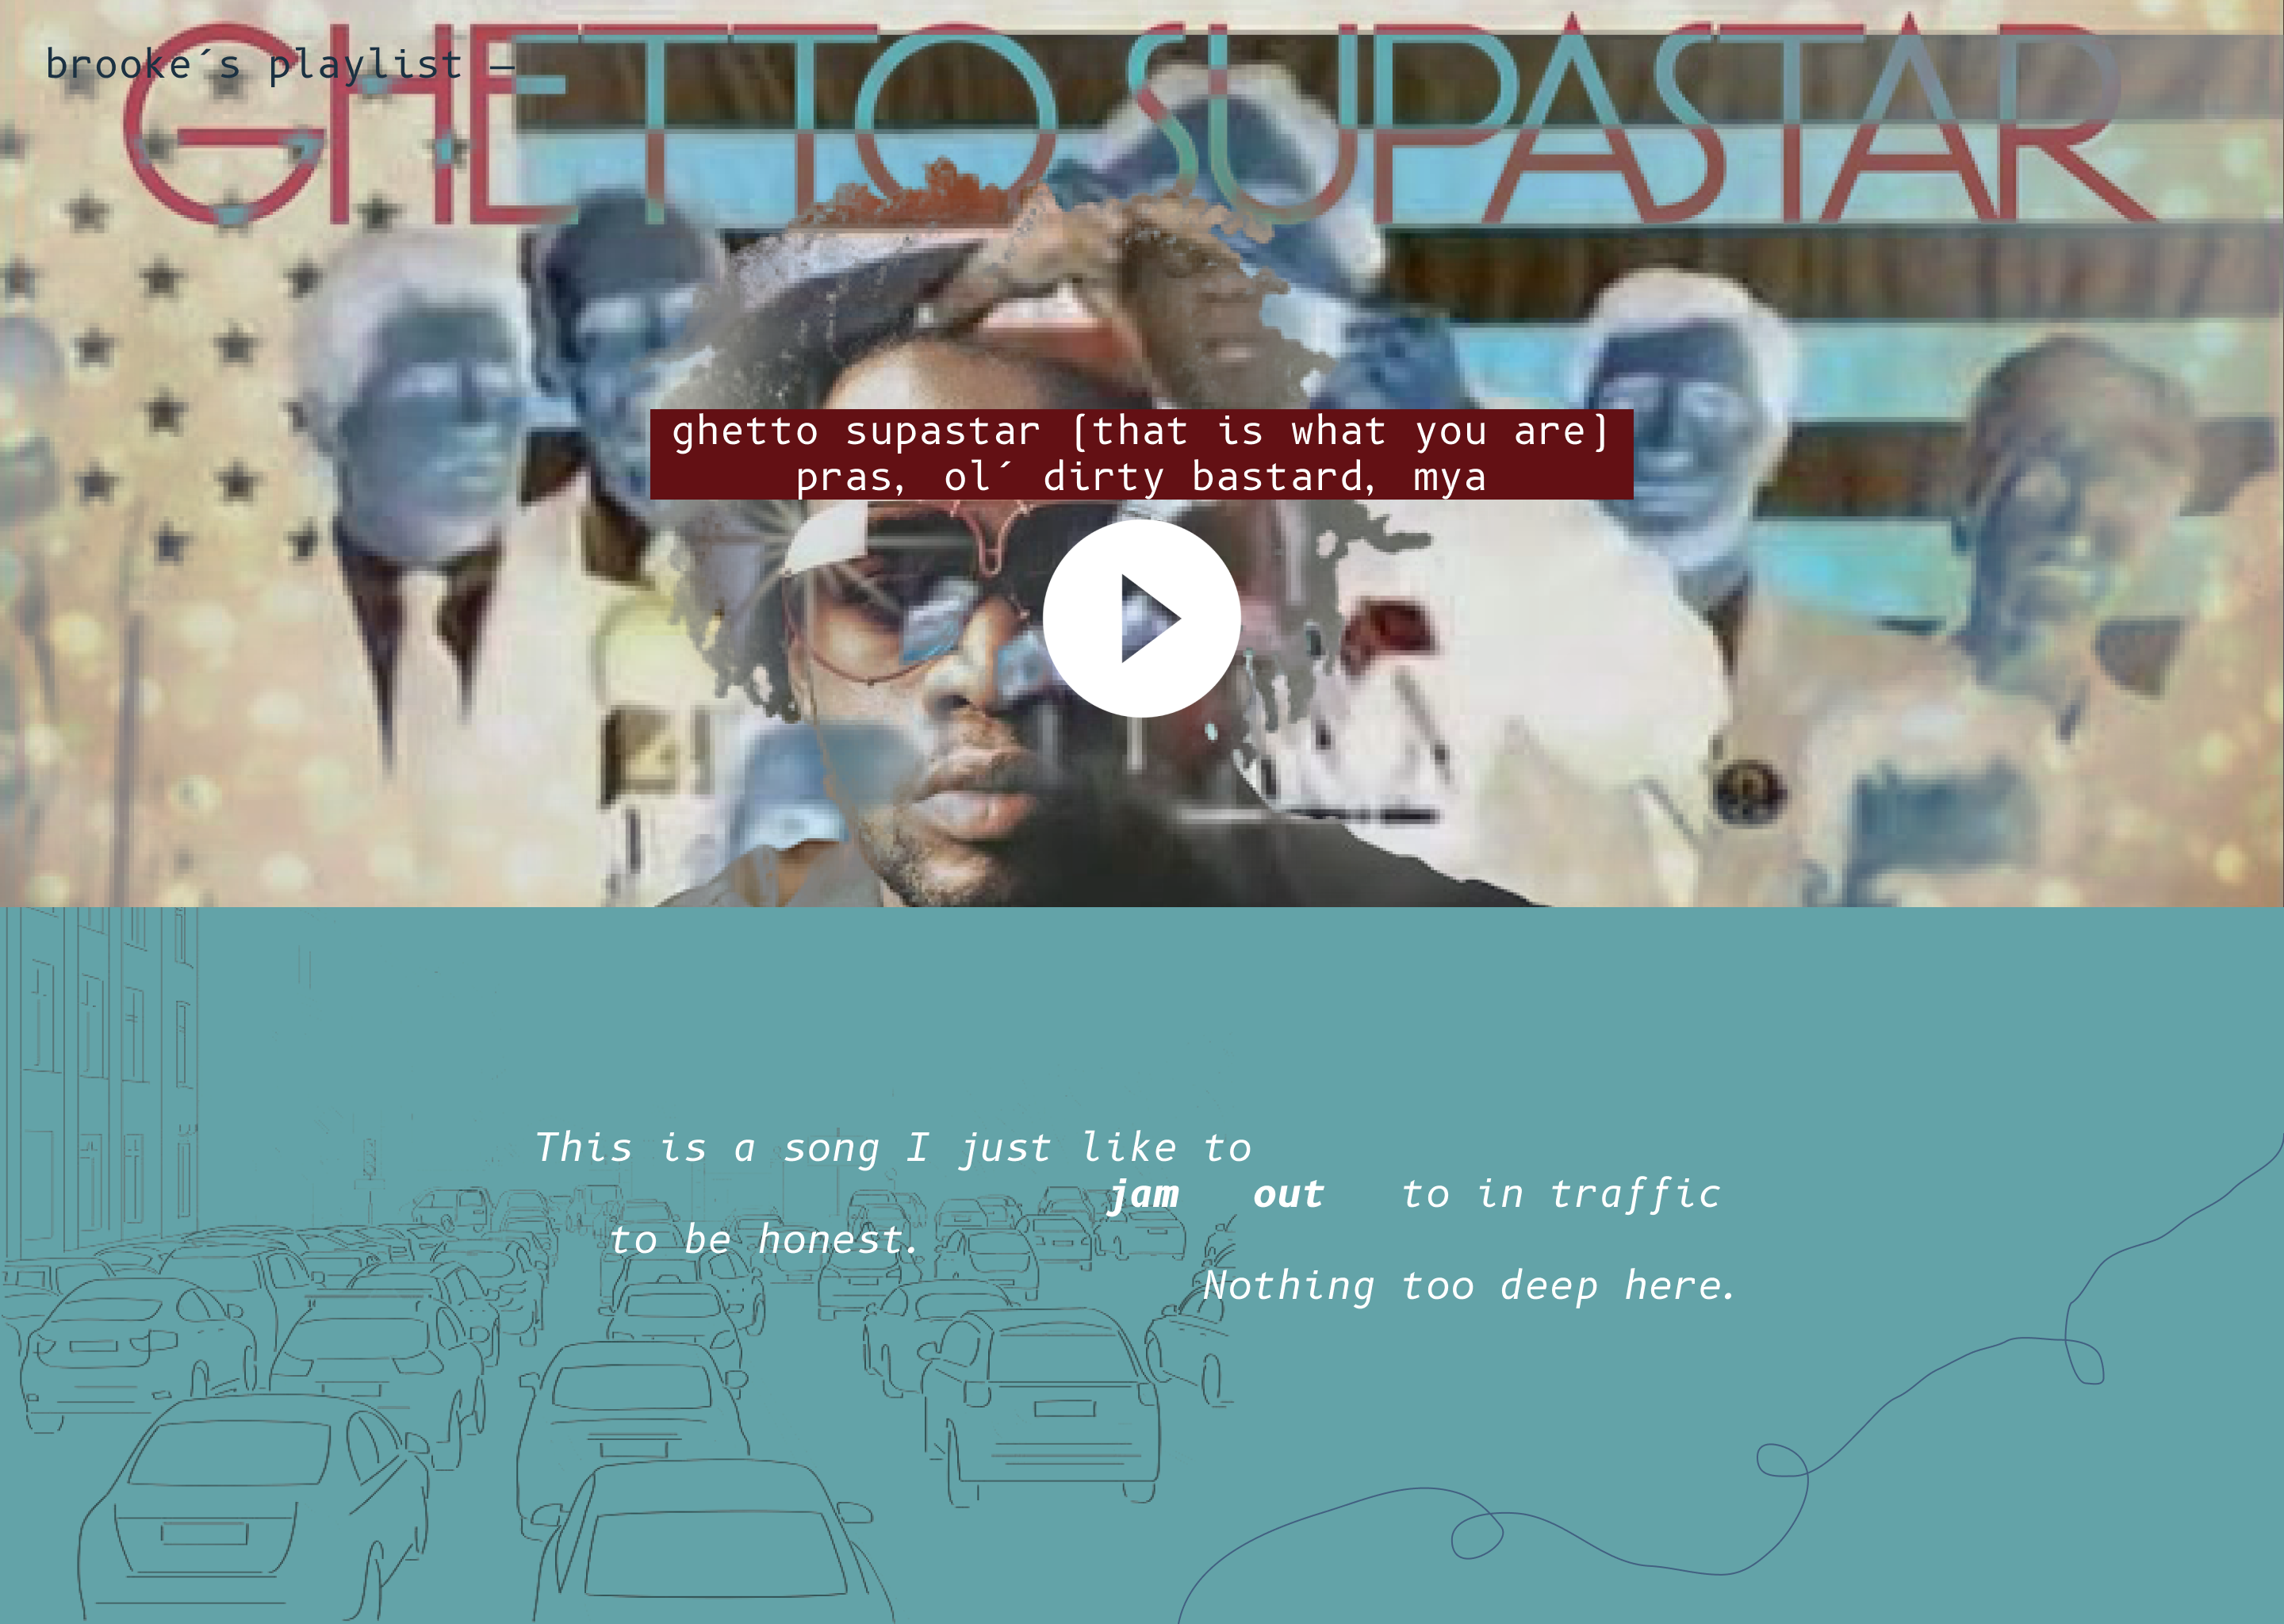 GHETTO SUPASTAR
brooke´s playlist –
ghetto supastar [that is what you are]
pras, ol´ dirty bastard, mya
This is a song I just like to
jam out to in traffic
to be honest.
Nothing too deep here.